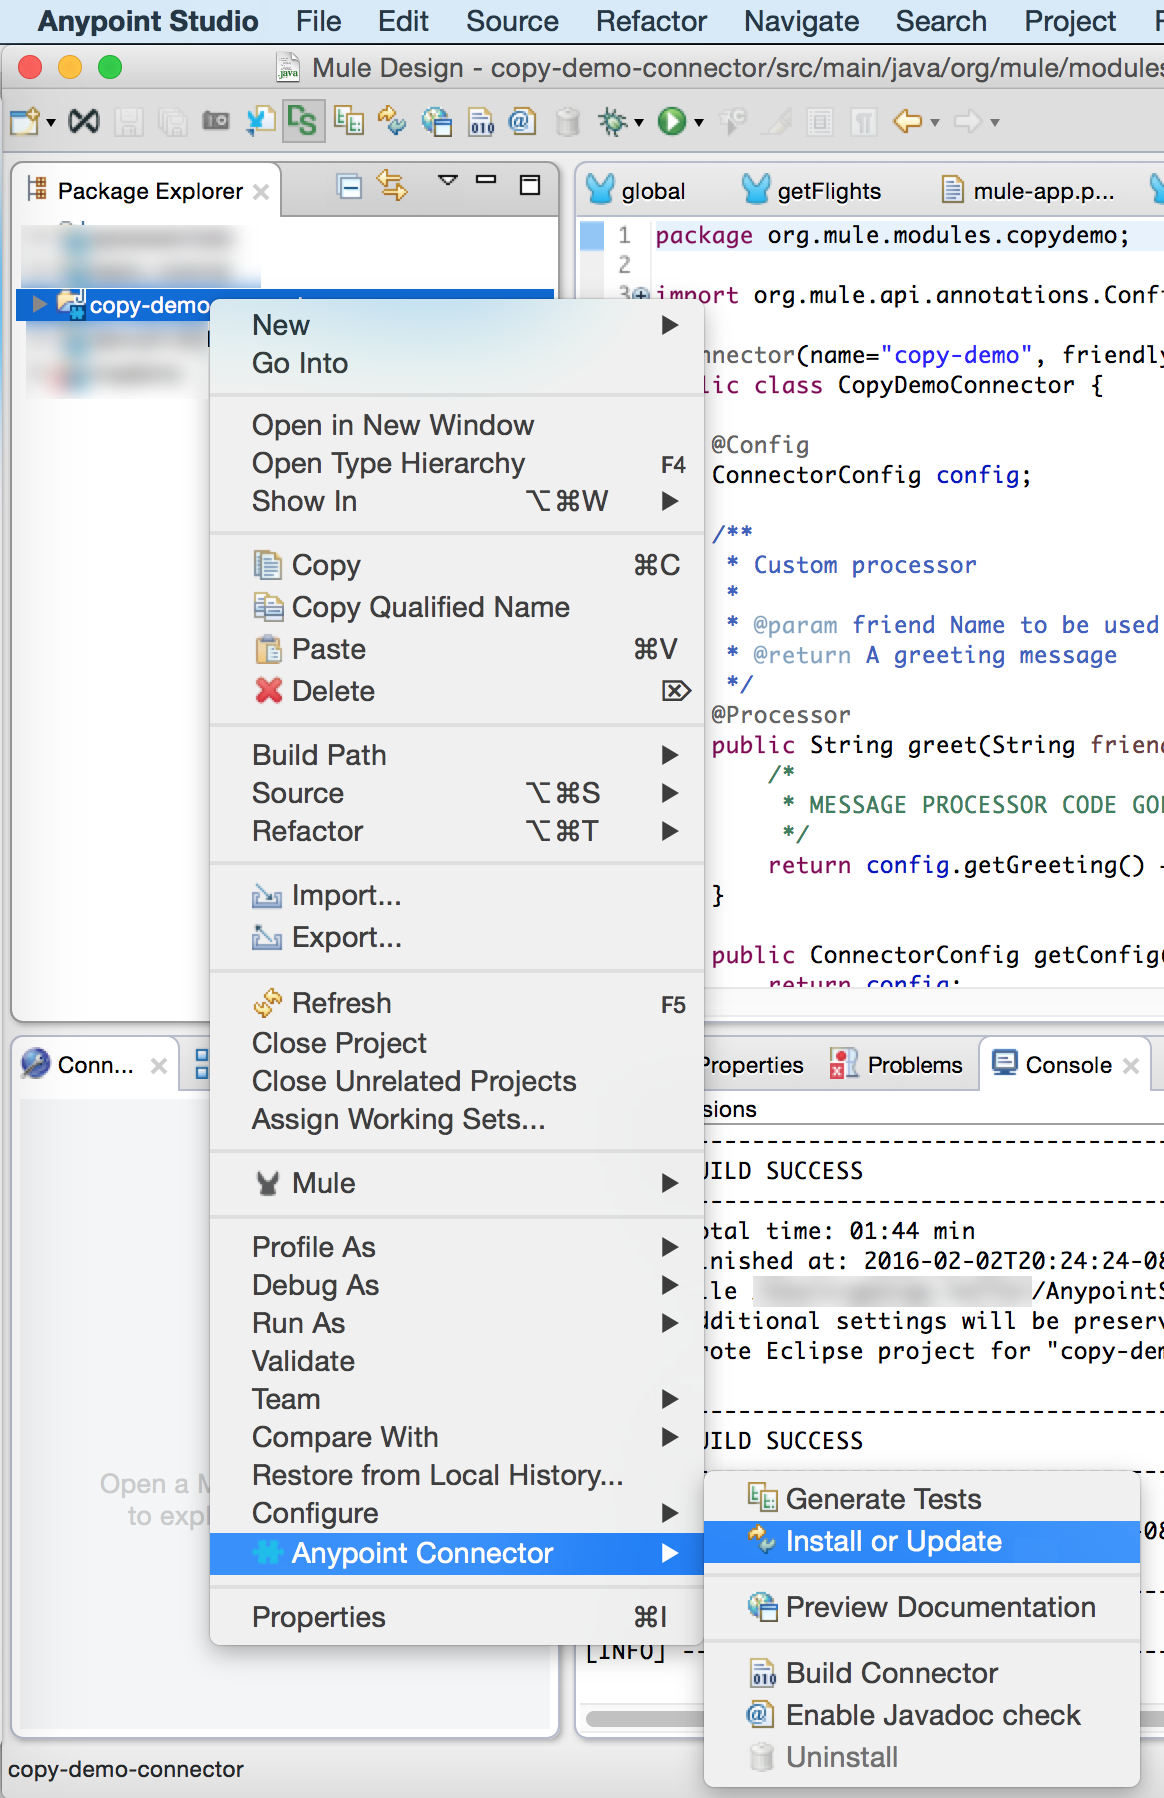 Anypoint Studio File Edit Source Refactor Navigate Search Project
Mule Design - copy-demo-connector/src/main/java/org/mule/modules
Package Explorer
global getFlights mule-app.p...
1 package org.mule.modules.copydemo;
2
3 import org.mule.api.annotations.Conf
nnector(name="copy-demo", friendly
lic class CopyDemoConnector {
@Config
ConnectorConfig config;
/**
* Custom processor
*
* @param friend Name to be used
* @return A greeting message
*/
@Processor
public String greet(String friend
/*
* MESSAGE PROCESSOR CODE GO
*/
return config.getGreeting()
}
public ConnectorConfig getConfig(
return config;
copy-demo
New
Go Into
Open in New Window
Open Type Hierarchy F4
Show In ⌥⌘W
Copy ⌘C
Copy Qualified Name
Paste ⌘V
Delete ⌦
Build Path
Source ⌥⌘S
Refactor ⌥⌘T
Import...
Export...
Refresh F5
Close Project
Close Unrelated Projects
Assign Working Sets...
Mule
Profile As
Debug As
Run As
Validate
Team
Compare With
Restore from Local History...
Configure
Anypoint Connector
Properties ⌘I
Generate Tests
Install or Update
Preview Documentation
Build Connector
Enable Javadoc check
Uninstall
Conn...
Open a M
to expl
Properties Problems Console
sions
UILD SUCCESS
otal time: 01:44 min
nished at: 2016-02-02T20:24:24-08
le /AnypointS
dditional settings will be preserv
rote Eclipse project for "copy-dem
UILD SUCCESS
-08
[INFO] --
copy-demo-connector